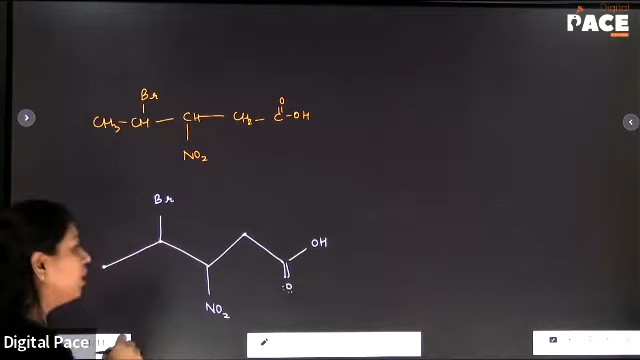 Digital
PACE
Br
O
CH3 – CH – CH – CH2 – C – OH
NO2
Br
OH
NO2
:O:
Digital Pace